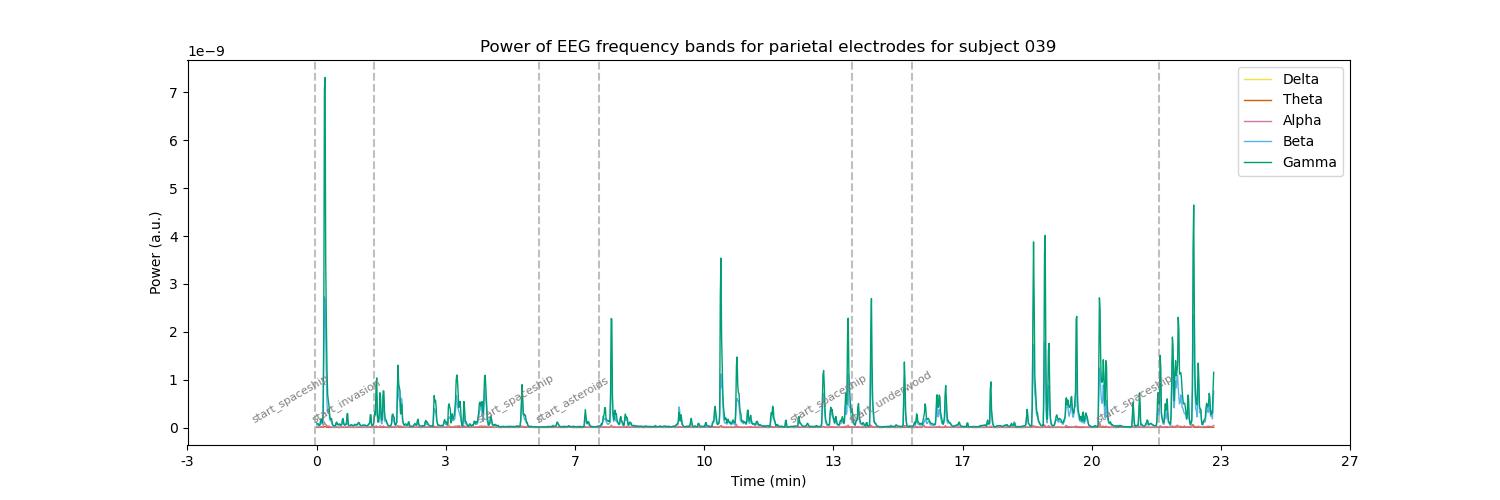 Power of EEG frequency bands for parietal electrodes for subject 039
1e−9
Delta
Theta
Alpha
Beta
Gamma
7
6
5
4
3
2
1
0
Power (a.u.)
start_spaceship
start_invasion
start_spaceship
start_asteroids
start_spaceship
start_underwood
start_spaceship
-3
0
3
7
10
13
17
20
23
27
Time (min)